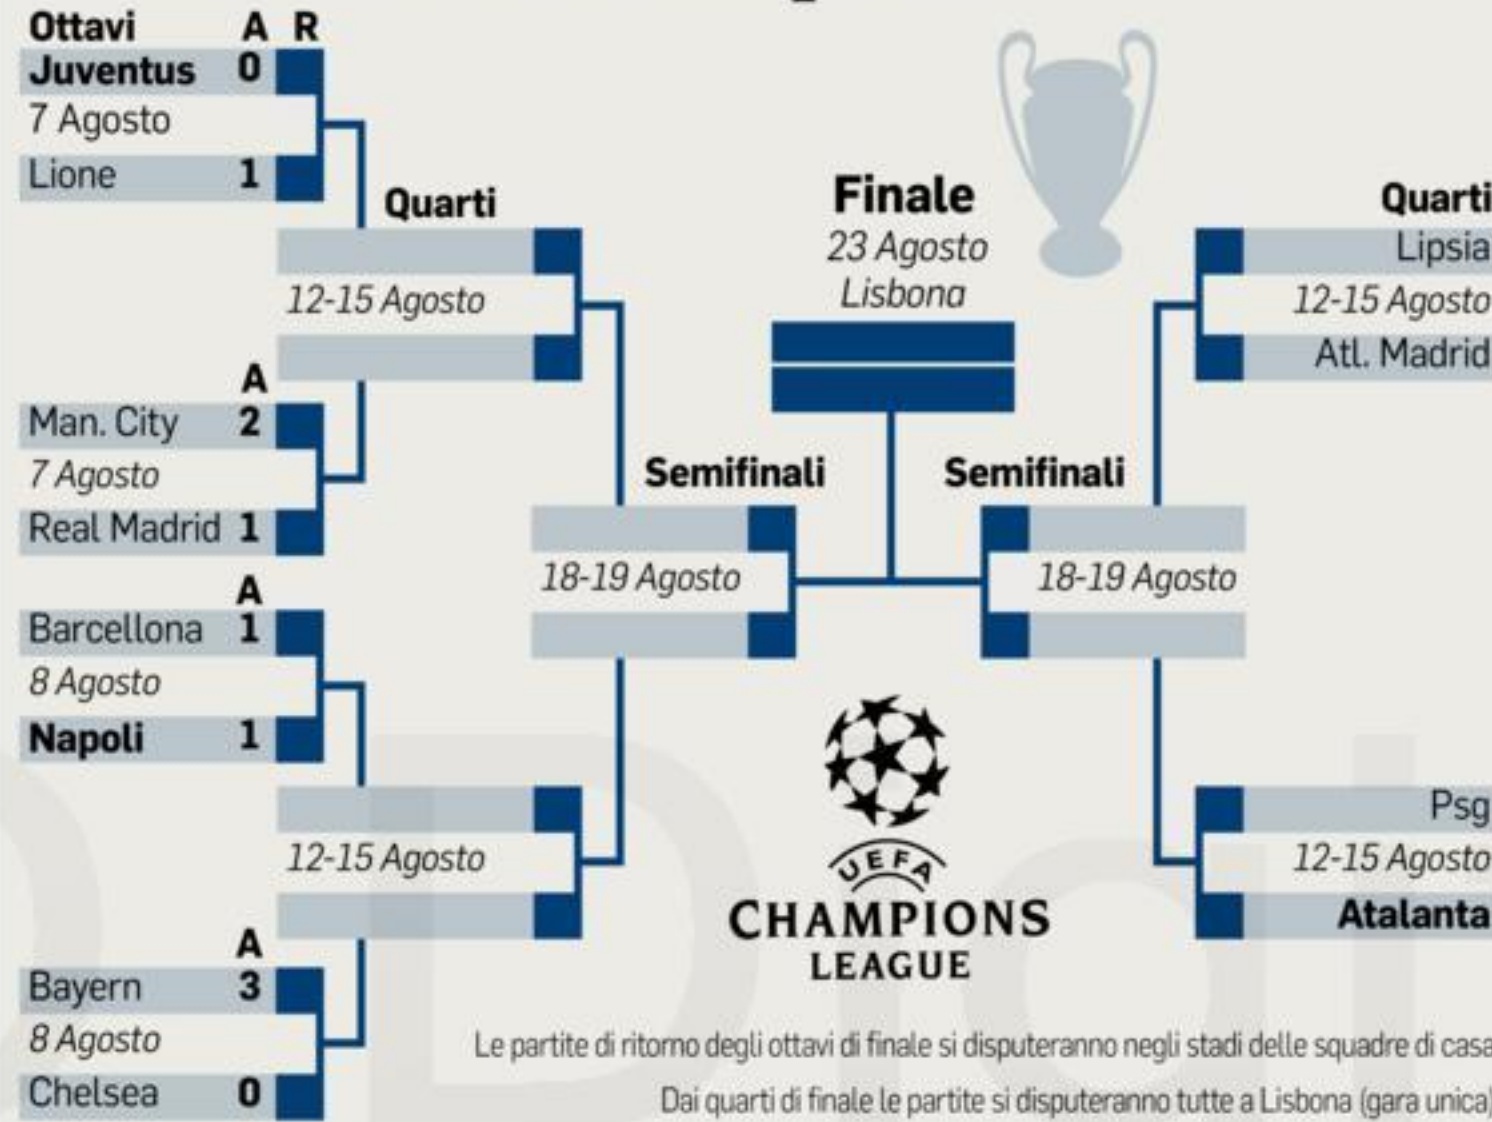 Ottavi A R
Juventus 0
7 Agosto
Lione 1
Quarti
12-15 Agosto
A
Man. City 2
7 Agosto
Real Madrid 1
A
Barcellona 1
8 Agosto
Napoli 1
12-15 Agosto
A
Bayern 3
8 Agosto
Chelsea 0
Semifinali
18-19 Agosto
Finale
23 Agosto
Lisbona
Semifinali
18-19 Agosto
Quarti
Lipsia
12-15 Agosto
Atl. Madrid
Psg
12-15 Agosto
Atalanta
UEFA
CHAMPIONS
LEAGUE
Le partite di ritorno degli ottavi di finale si disputeranno negli stadi delle squadre di casa
Dai quarti di finale le partite si disputeranno tutte a Lisbona (gara unica)